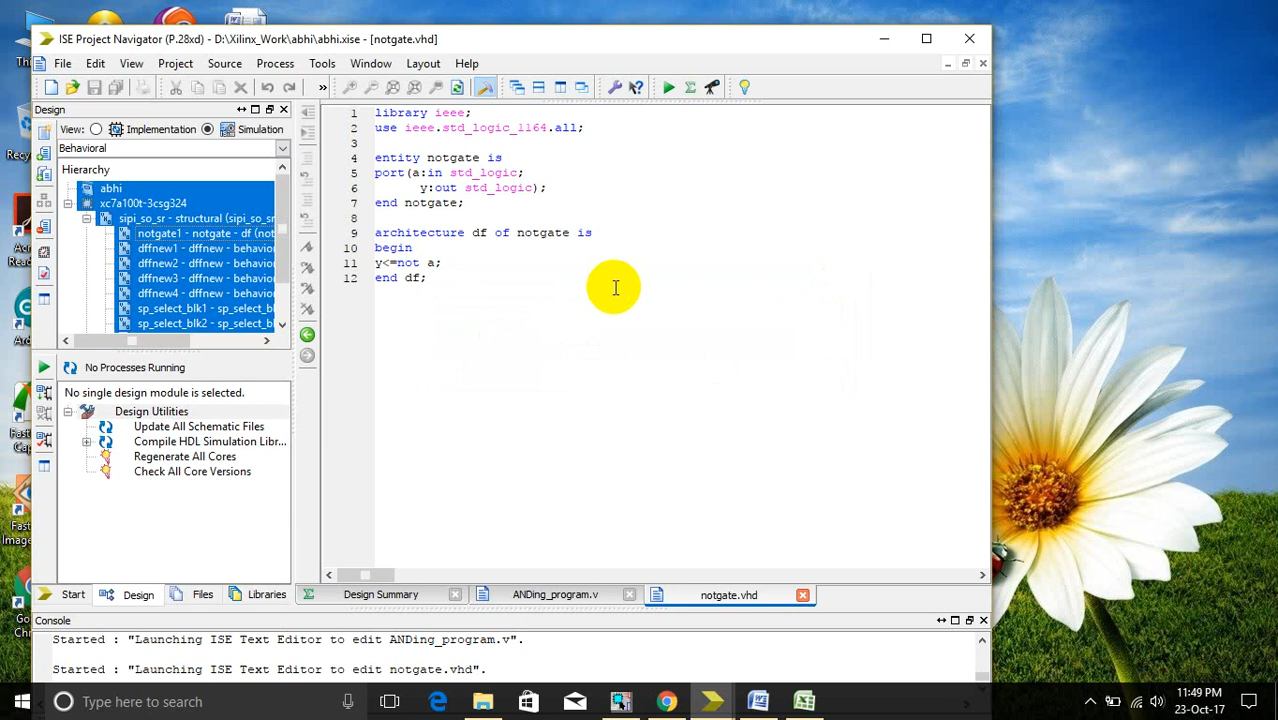 ISE Project Navigator (P.28xd) - D:\Xilinx_Work\abhi\abhi.xise - [notgate.vhd]
File Edit View Project Source Process Tools Window Layout Help
»
Design
View: Implementation Simulation
Behavioral
Hierarchy
abhi
xc7a100t-3csg324
sipi_so_sr - structural (sipi_so_sr
notgate1 - notgate - df (not
dffnew1 - dffnew - behavior
dffnew2 - dffnew - behavior
dffnew3 - dffnew - behavior
dffnew4 - dffnew - behavior
sp_select_blk1 - sp_select_bl
sp_select_blk2 - sp_select_bl
No Processes Running
No single design module is selected.
Design Utilities
Update All Schematic Files
Compile HDL Simulation Libr...
Regenerate All Cores
Check All Core Versions
Start Design Files Libraries
1 library ieee;
2 use ieee.std_logic_1164.all;
3
4 entity notgate is
5 port(a:in std_logic;
6 y:out std_logic);
7 end notgate;
8
9 architecture df of notgate is
10 begin
11 y<=not a;
12 end df;
Design Summary ANDing_program.v notgate.vhd
Console
Started : "Launching ISE Text Editor to edit ANDing_program.v".
Started : "Launching ISE Text Editor to edit notgate.vhd".
Type here to search
11:49 PM
23-Oct-17